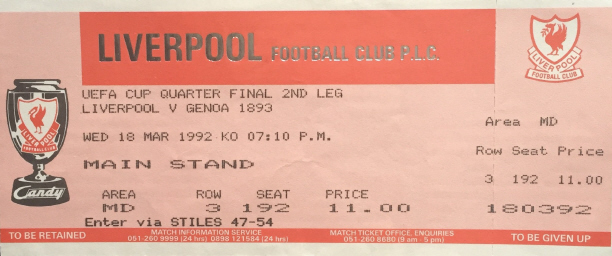 LIVERPOOL FOOTBALL CLUB P.L.C.
LIVERPOOL
FOOTBALL CLUB
UEFA CUP QUARTER FINAL 2ND LEG
LIVERPOOL V GENOA 1893
WED 18 MAR 1992 KO 07:10 P.M.
MAIN STAND
AREA ROW SEAT PRICE
MD 3 192 11.00
Enter via STILES 47-54
LIVERPOOL
FOOTBALL CLUB
Candy
Area MD
Row Seat Price
3 192 11.00
180392
TO BE RETAINED
MATCH INFORMATION SERVICE
051-260 9999 (24 hrs) 0898 121584 (24 hrs)
MATCH TICKET OFFICE. ENQUIRIES
051-260 8680 (9 am - 5 pm)
TO BE GIVEN UP